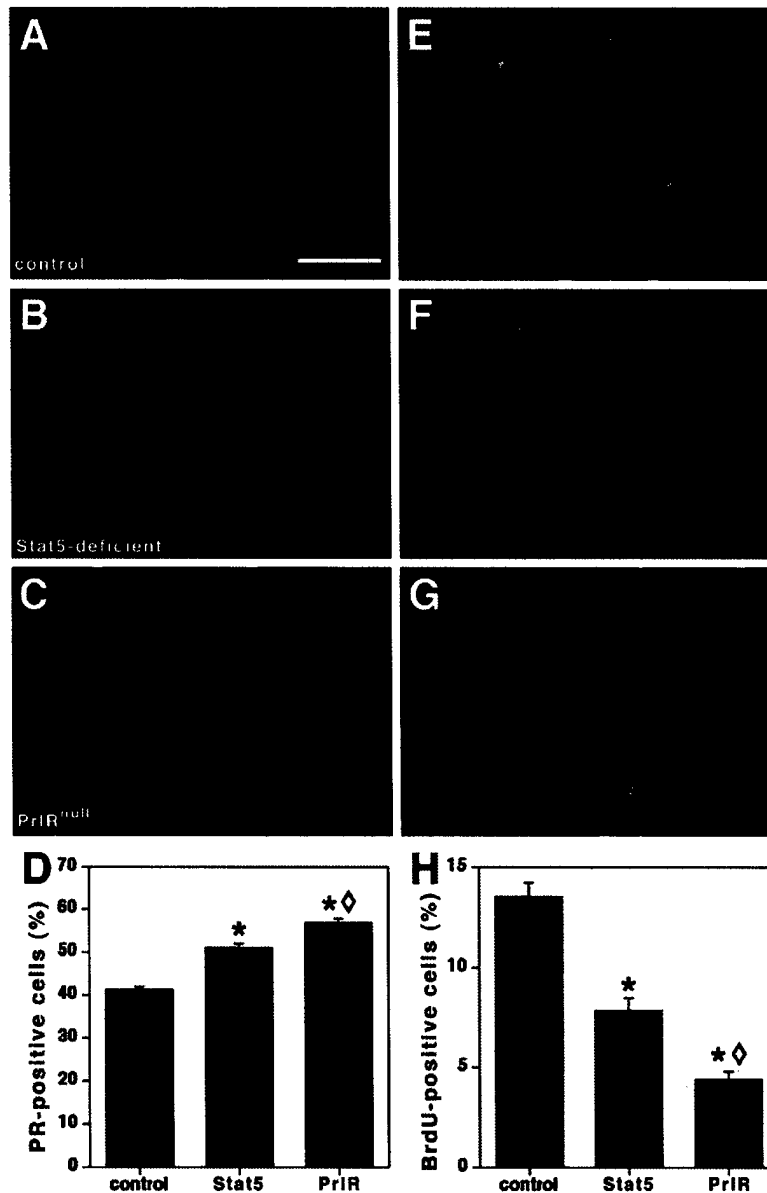 A
control
E
B
Stat5-deficient
F
C
PrlR null
G
D
PR-positive cells (%)
70
60
50
40
30
20
10
0
control Stat5 PrlR
* * ◊
H
BrdU-positive cells (%)
15
10
5
0
control Stat5 PrlR
* * ◊